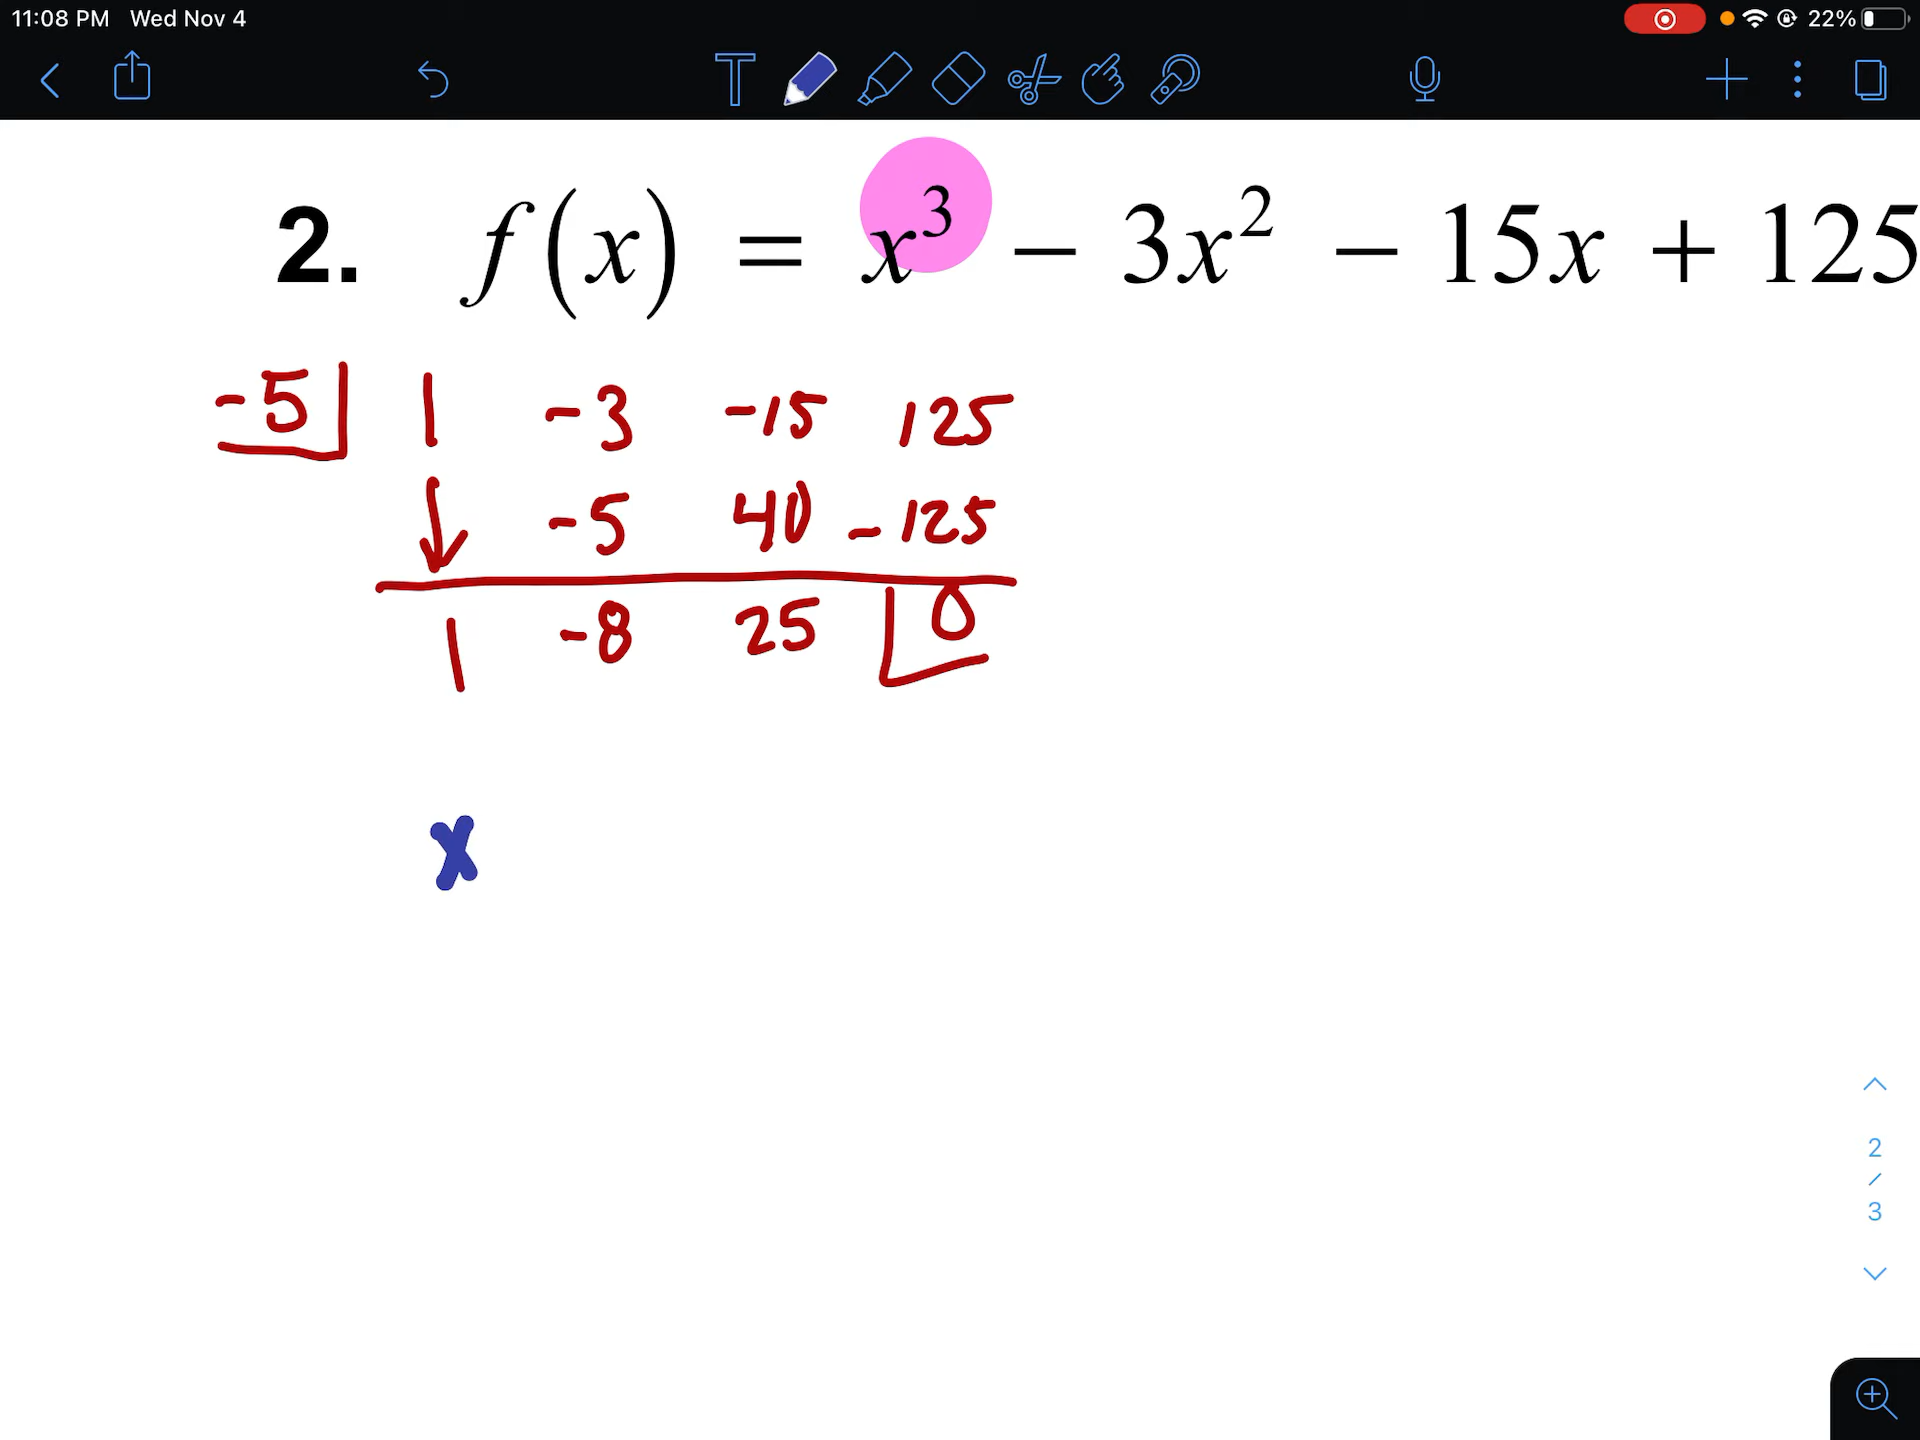 11:08 PM Wed Nov 4 22%
T
2. f(x) = x³ − 3x² − 15x + 125
-5 1 -3 -15 125
-5 40 -125
1 -8 25 0
x
2
/
3